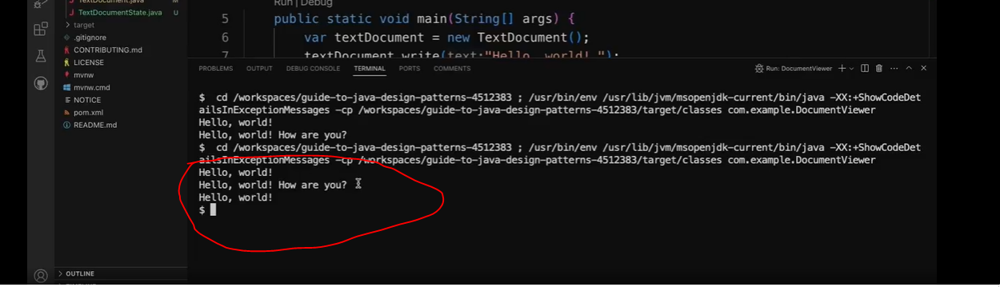 TextDocument.java
TextDocumentState.java U
> target
.gitignore
CONTRIBUTING.md
LICENSE
mvnw
mvnw.cmd
NOTICE
pom.xml
README.md
> OUTLINE
Run | Debug
5 public static void main(String[] args) {
6 var textDocument = new TextDocument();
7 textDocument.write(text:"Hello, world! ");
PROBLEMS OUTPUT DEBUG CONSOLE TERMINAL PORTS COMMENTS Run: DocumentViewer
$ cd /workspaces/guide-to-java-design-patterns-4512383 ; /usr/bin/env /usr/lib/jvm/msopenjdk-current/bin/java -XX:+ShowCodeDet
ailsInExceptionMessages -cp /workspaces/guide-to-java-design-patterns-4512383/target/classes com.example.DocumentViewer
Hello, world!
Hello, world! How are you?
$ cd /workspaces/guide-to-java-design-patterns-4512383 ; /usr/bin/env /usr/lib/jvm/msopenjdk-current/bin/java -XX:+ShowCodeDet
ailsInExceptionMessages -cp /workspaces/guide-to-java-design-patterns-4512383/target/classes com.example.DocumentViewer
Hello, world!
Hello, world! How are you?
Hello, world!
$